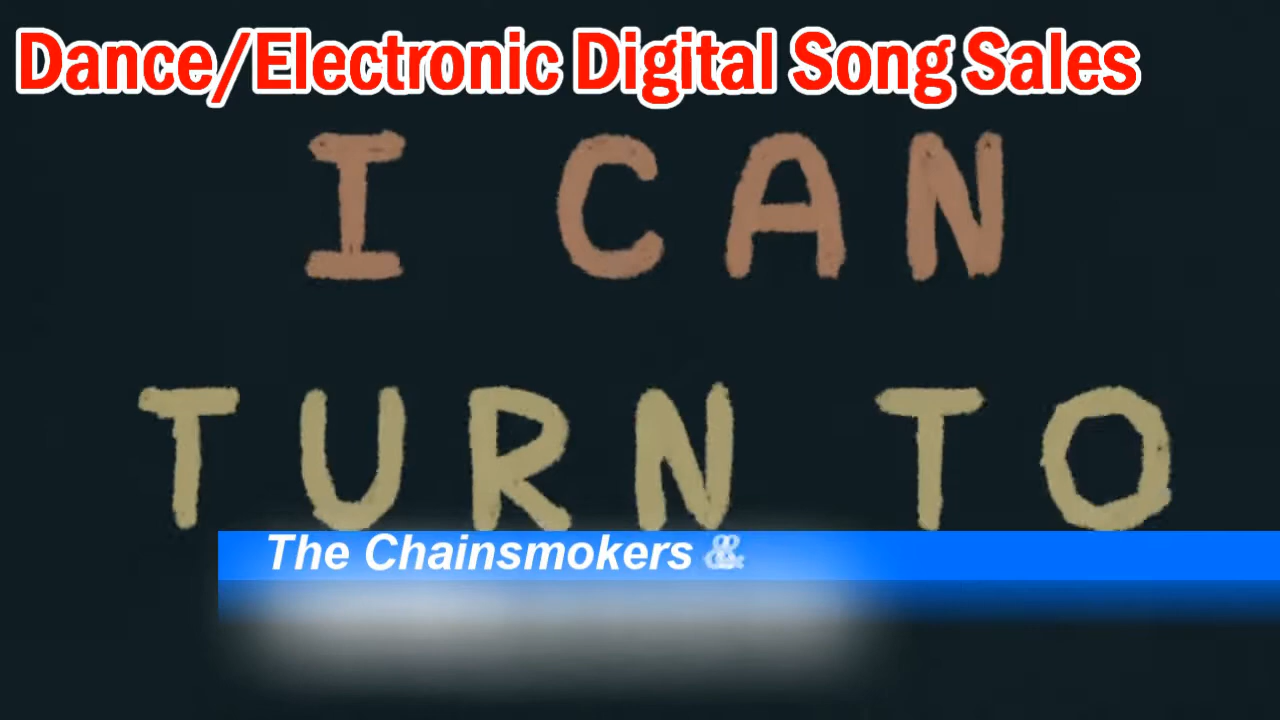 Dance/Electronic Digital Song Sales
I CAN
TURN TO
The Chainsmokers &